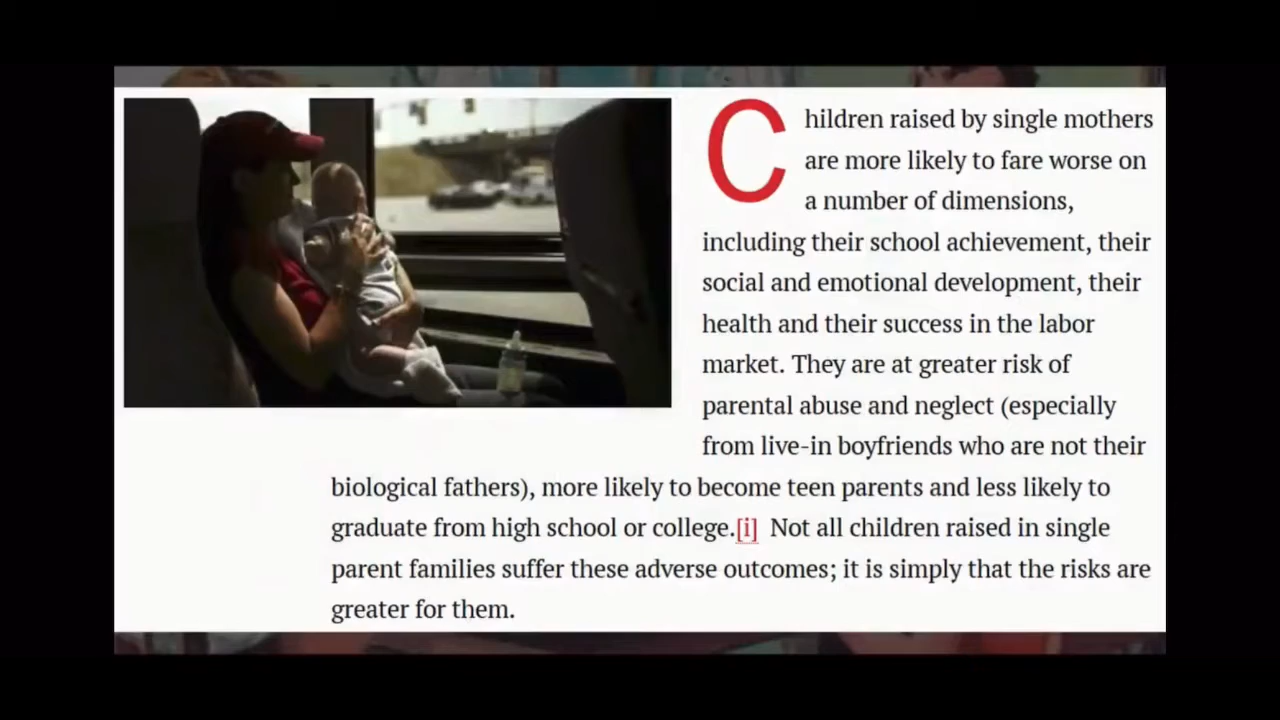 Children raised by single mothers
are more likely to fare worse on
a number of dimensions,
including their school achievement, their
social and emotional development, their
health and their success in the labor
market. They are at greater risk of
parental abuse and neglect (especially
from live-in boyfriends who are not their
biological fathers), more likely to become teen parents and less likely to
graduate from high school or college.[i] Not all children raised in single
parent families suffer these adverse outcomes; it is simply that the risks are
greater for them.